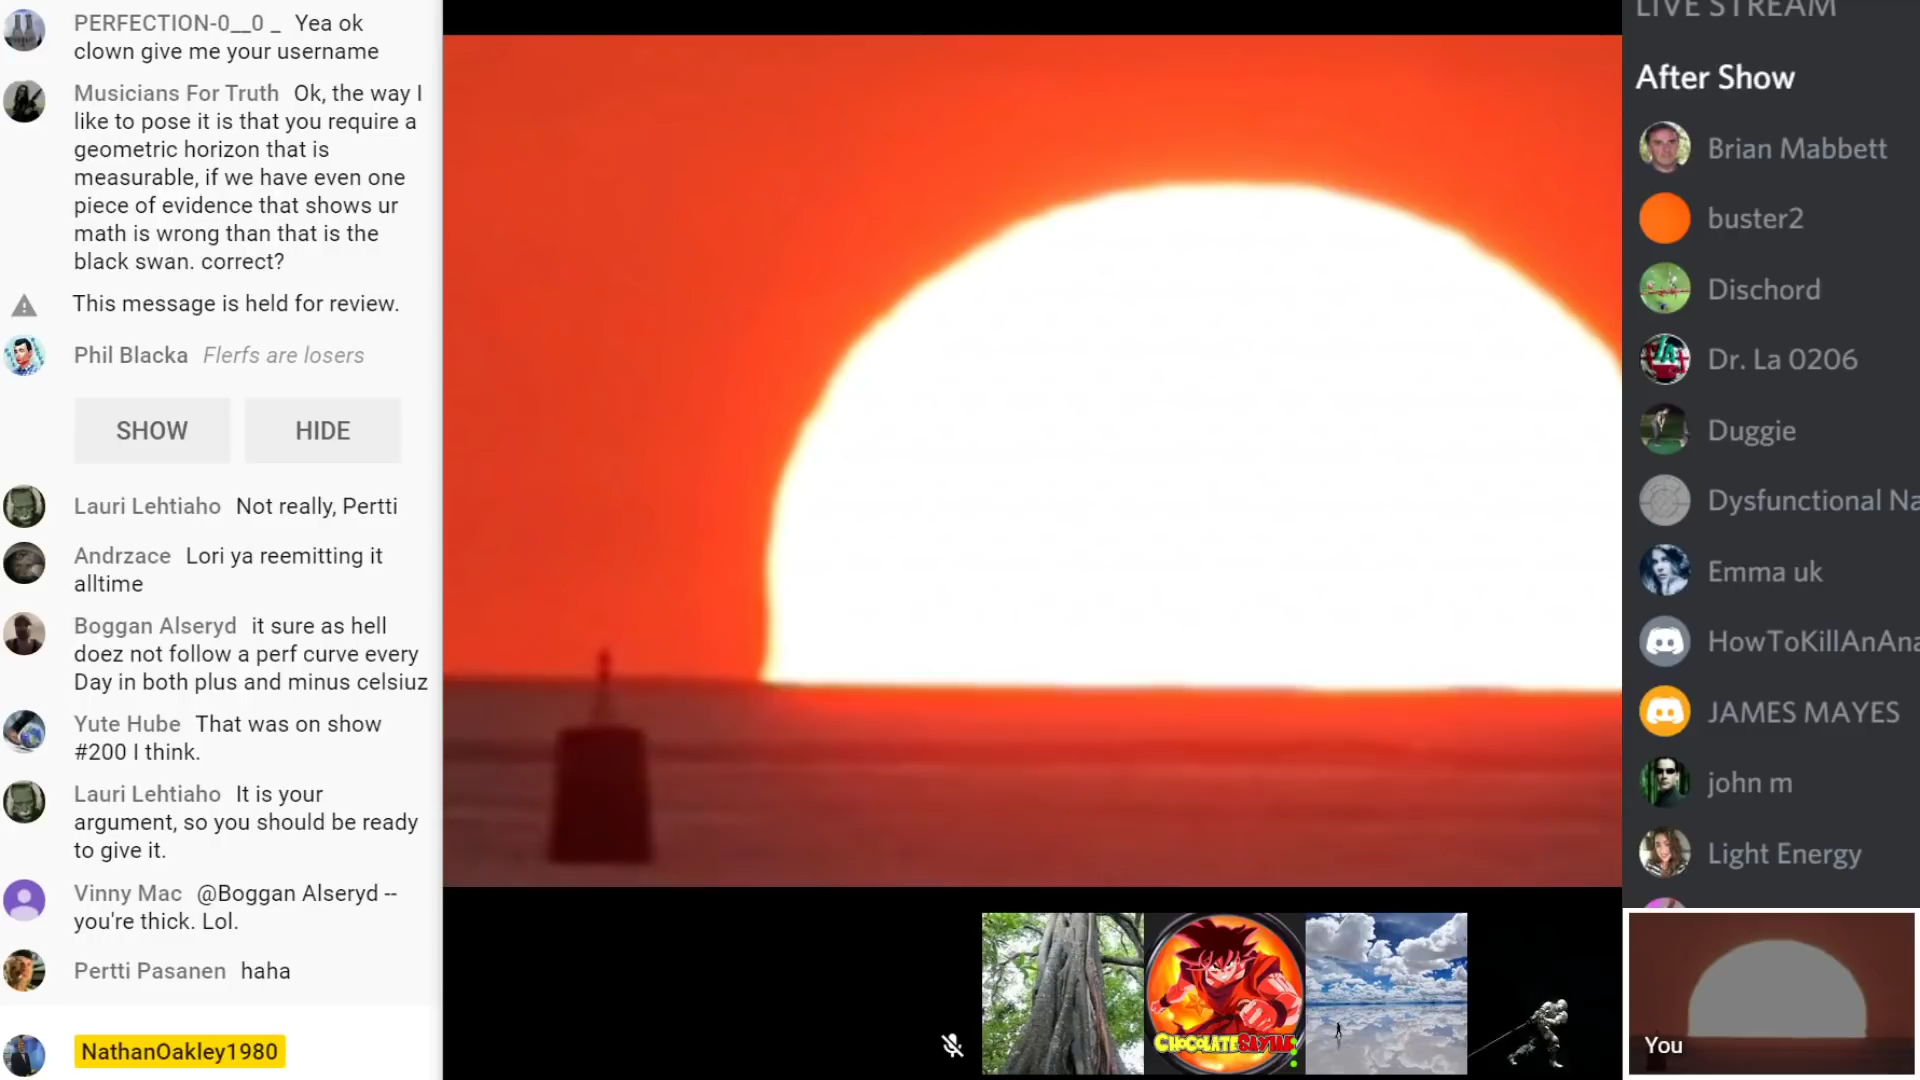 PERFECTION-0__0 _ Yea ok
clown give me your username
Musicians For Truth Ok, the way I
like to pose it is that you require a
geometric horizon that is
measurable, if we have even one
piece of evidence that shows ur
math is wrong than that is the
black swan. correct?
This message is held for review.
Phil Blacka Flerfs are losers
SHOW HIDE
Lauri Lehtiaho Not really, Pertti
Andrzace Lori ya reemitting it
alltime
Boggan Alseryd it sure as hell
doez not follow a perf curve every
Day in both plus and minus celsiuz
Yute Hube That was on show
#200 I think.
Lauri Lehtiaho It is your
argument, so you should be ready
to give it.
Vinny Mac @Boggan Alseryd --
you're thick. Lol.
Pertti Pasanen haha
NathanOakley1980
CHOCOLATE SAYIAN
LIVE STREAM
After Show
Brian Mabbett
buster2
Dischord
Dr. La 0206
Duggie
Dysfunctional Na
Emma uk
HowToKillAnAna
JAMES MAYES
john m
Light Energy
You